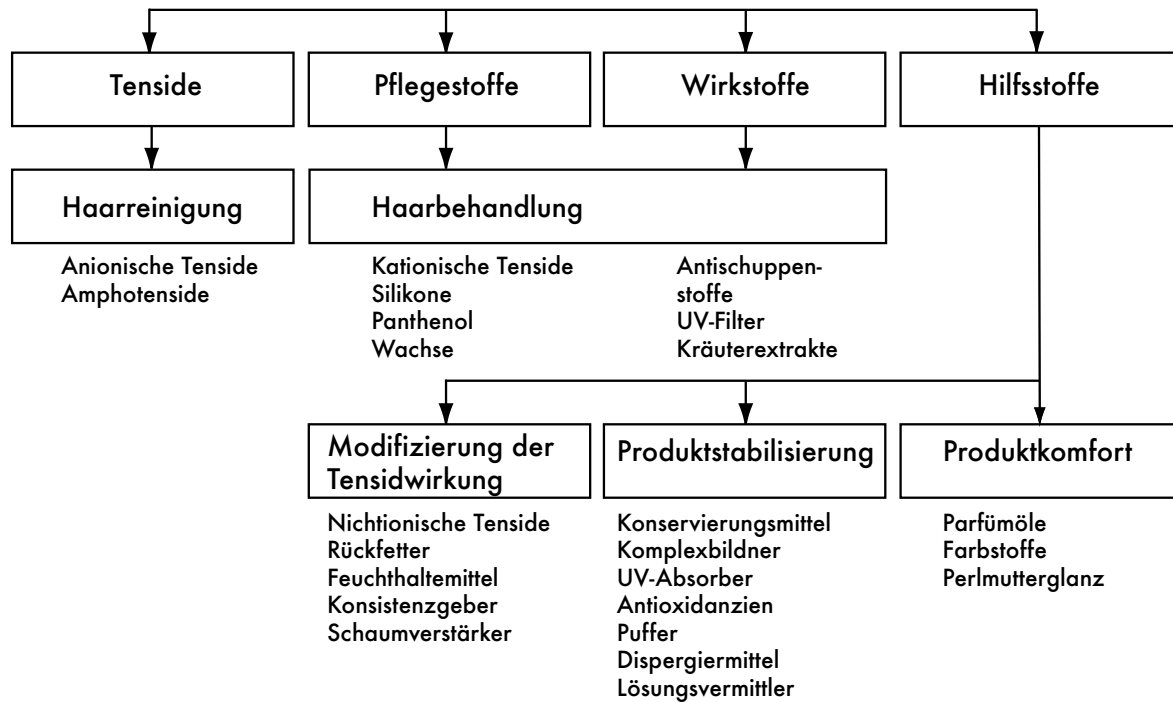 Tenside
Pflegestoffe
Wirkstoffe
Hilfsstoffe
Haarreinigung
Haarbehandlung
Anionische Tenside
Amphotenside
Kationische Tenside
Silikone
Panthenol
Wachse
Antischuppen-
stoffe
UV-Filter
Kräuterextrakte
Modifizierung der
Tensidwirkung
Produktstabilisierung
Produktkomfort
Nichtionische Tenside
Rückfetter
Feuchthaltemittel
Konsistenzgeber
Schaumverstärker
Konservierungsmittel
Komplexbildner
UV-Absorber
Antioxidanzien
Puffer
Dispergiermittel
Lösungsvermittler
Parfümöle
Farbstoffe
Perlmutterglanz